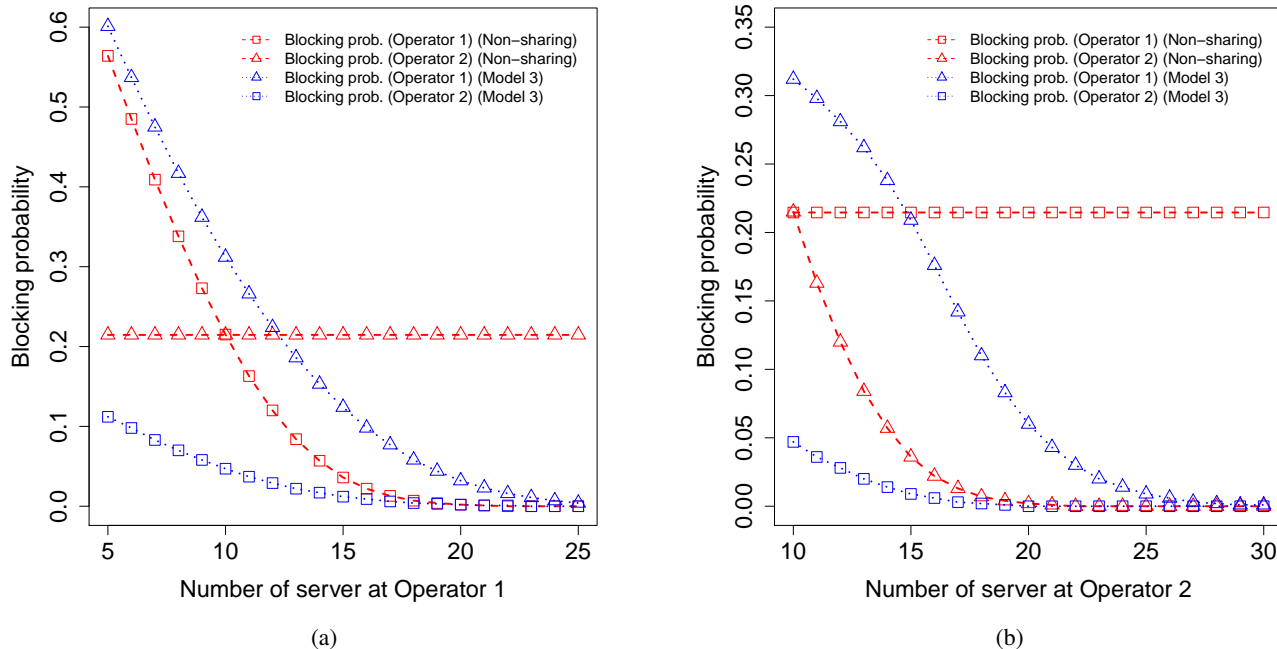 Blocking probability
0.0 0.1 0.2 0.3 0.4 0.5 0.6
Blocking prob. (Operator 1) (Non−sharing)
Blocking prob. (Operator 2) (Non−sharing)
Blocking prob. (Operator 1) (Model 3)
Blocking prob. (Operator 2) (Model 3)
5 10 15 20 25
Number of server at Operator 1
(a)
Blocking probability
0.00 0.05 0.10 0.15 0.20 0.25 0.30 0.35
Blocking prob. (Operator 1) (Non−sharing)
Blocking prob. (Operator 2) (Non−sharing)
Blocking prob. (Operator 1) (Model 3)
Blocking prob. (Operator 2) (Model 3)
10 15 20 25 30
Number of server at Operator 2
(b)